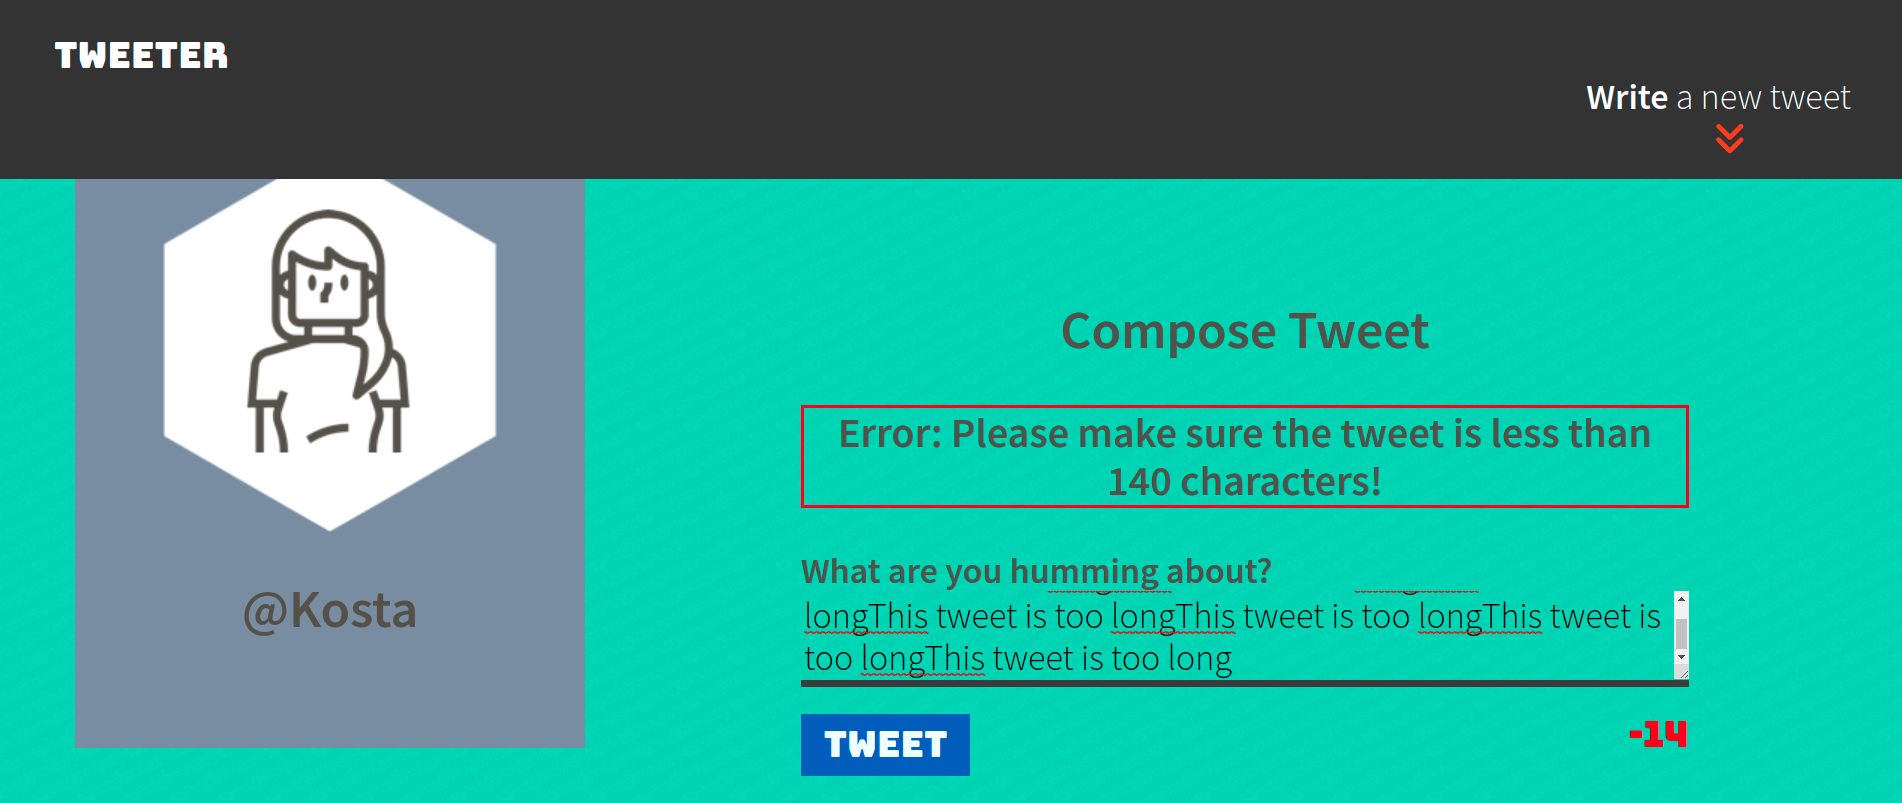 TWEETER
Write a new tweet
@Kosta
Compose Tweet
Error: Please make sure the tweet is less than
140 characters!
What are you humming about?
longThis tweet is too longThis tweet is too longThis tweet is
too longThis tweet is too long
TWEET
-14